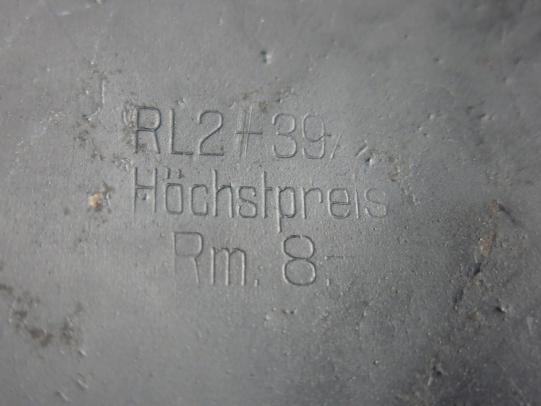 RL2-39/
Höchstpreis
Rm. 8.-